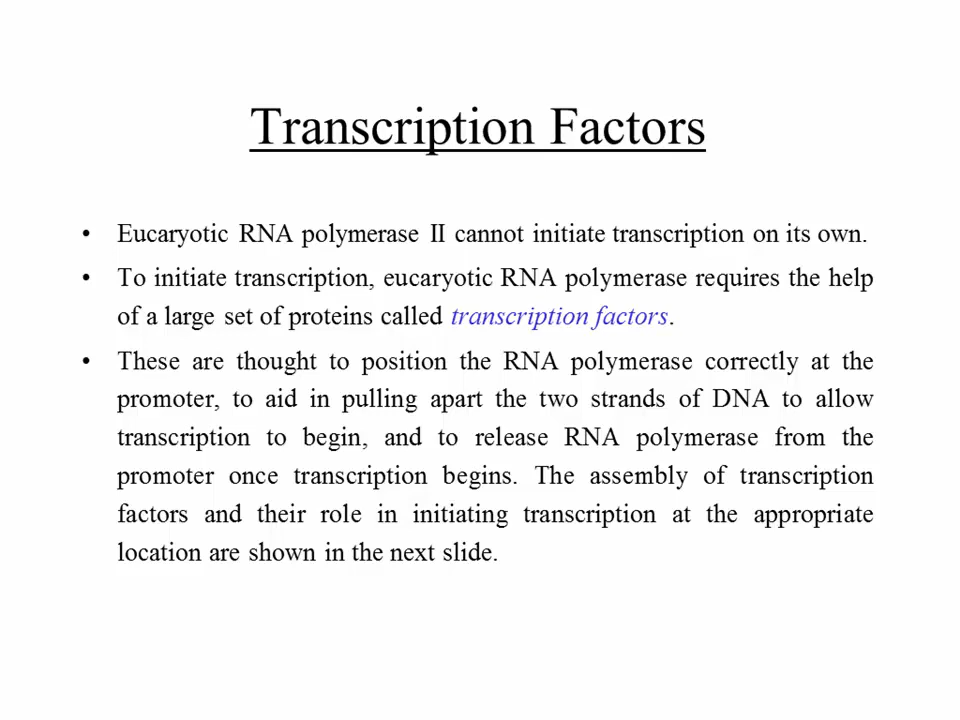 Transcription Factors
• Eucaryotic RNA polymerase II cannot initiate transcription on its own.
• To initiate transcription, eucaryotic RNA polymerase requires the help
of a large set of proteins called transcription factors.
• These are thought to position the RNA polymerase correctly at the
promoter, to aid in pulling apart the two strands of DNA to allow
transcription to begin, and to release RNA polymerase from the
promoter once transcription begins. The assembly of transcription
factors and their role in initiating transcription at the appropriate
location are shown in the next slide.